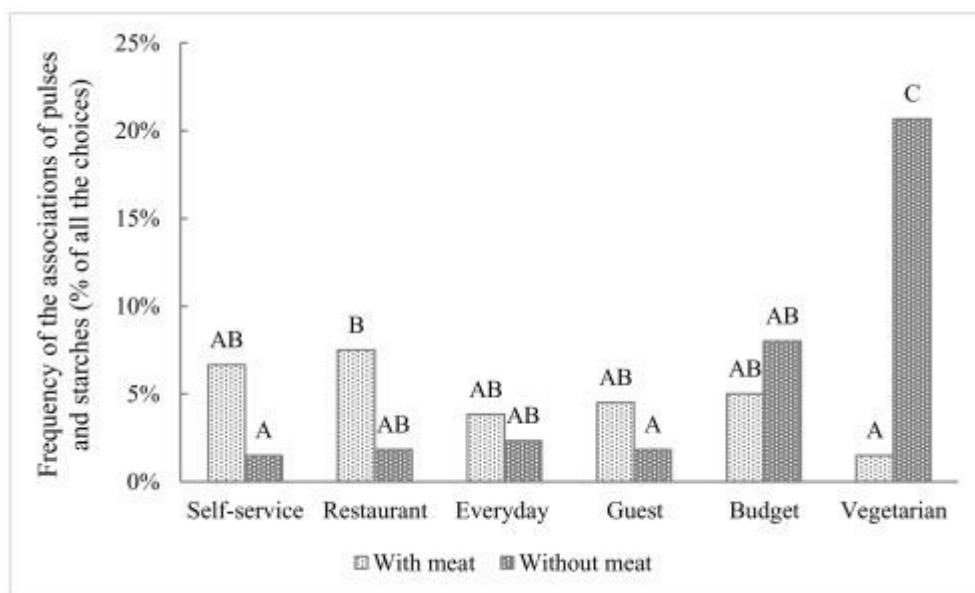 Frequency of the associations of pulses
and starches (% of all the choices)
25%
20%
15%
10%
5%
0%
AB
A
B
AB
AB
AB
AB
A
AB
AB
A
C
Self-service
Restaurant
Everyday
Guest
Budget
Vegetarian
With meat
Without meat